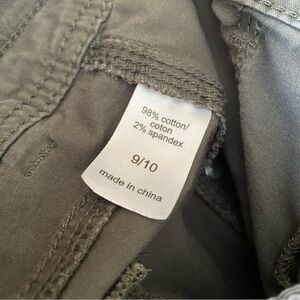 98% cotton/
coton
2% spandex
9/10
made in china